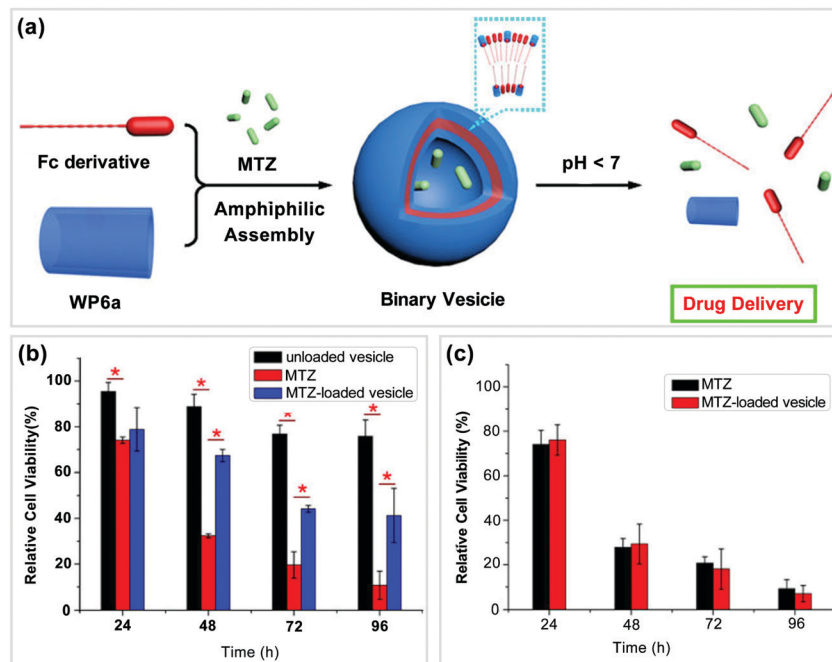 (a)
Fc derivative
MTZ
Amphiphilic
Assembly
WP6a
Binary Vesicie
pH < 7
Drug Delivery
(b)
unloaded vesicle
MTZ
MTZ-loaded vesicle
*
*
*
*
*
*
*
Relative Cell Viability(%)
100
80
60
40
20
0
24
48
72
96
Time (h)
(c)
MTZ
MTZ-loaded vesicle
Relative Cell Viability (%)
100
80
60
40
20
0
24
48
72
96
Time (h)